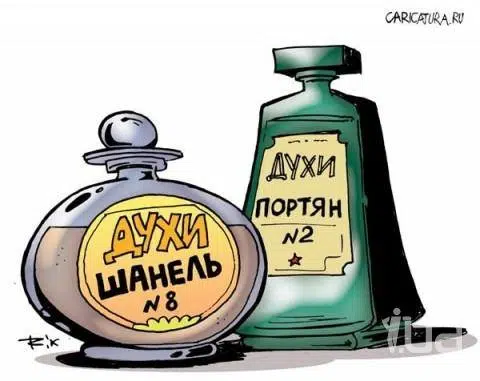 CARICATURA.RU
ДУХИ
ПОРТЯН
№2
ДУХИ
ШАНЕЛЬ
№8